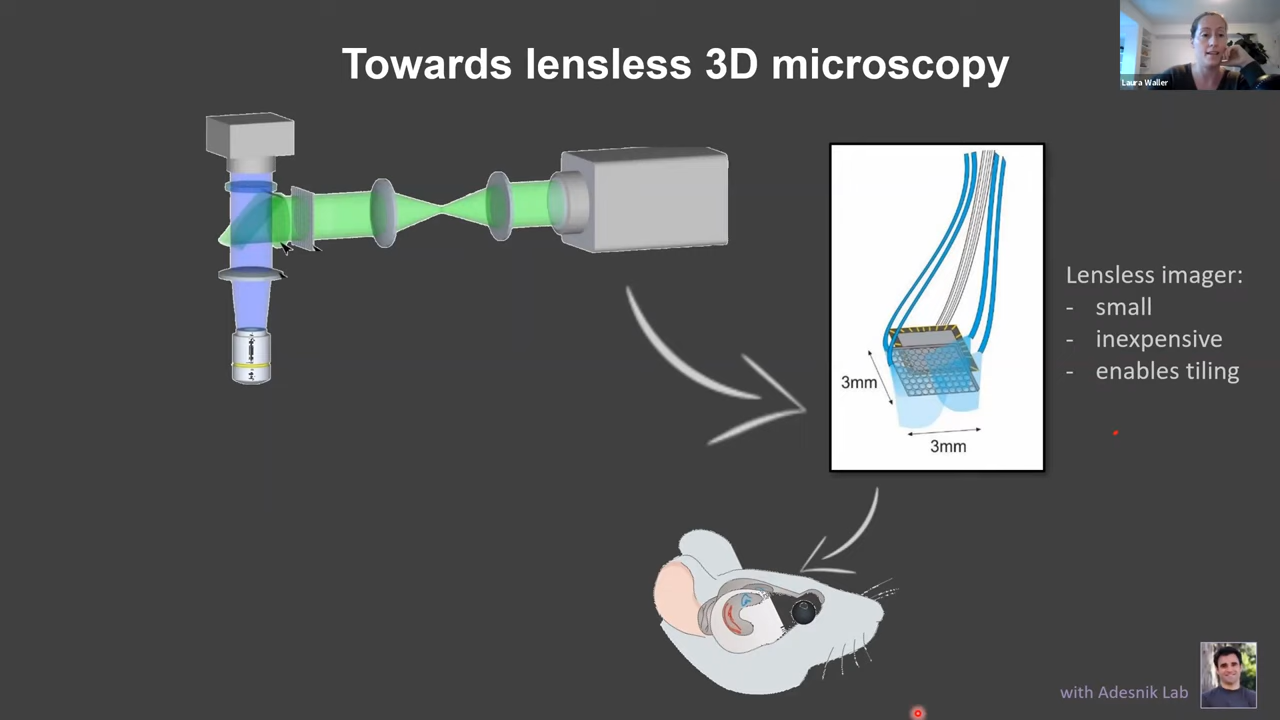 Towards lensless 3D microscopy
Laura Waller
Lensless imager:
- small
- inexpensive
- enables tiling
3mm
3mm
with Adesnik Lab